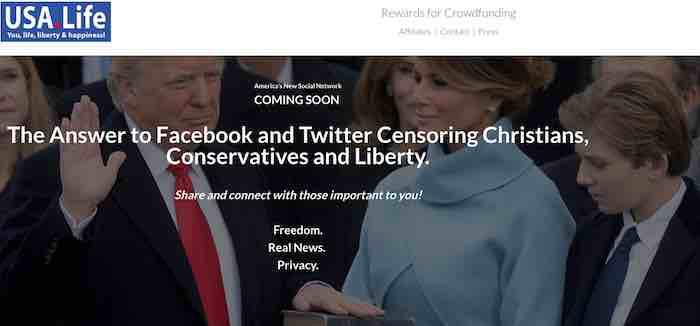 USA.Life
You, life, liberty & happiness!
Rewards for Crowdfunding
Affiliates | Contact | Press
America's New Social Network
COMING SOON
The Answer to Facebook and Twitter Censoring Christians,
Conservatives and Liberty.
Share and connect with those important to you!
Freedom.
Real News.
Privacy.